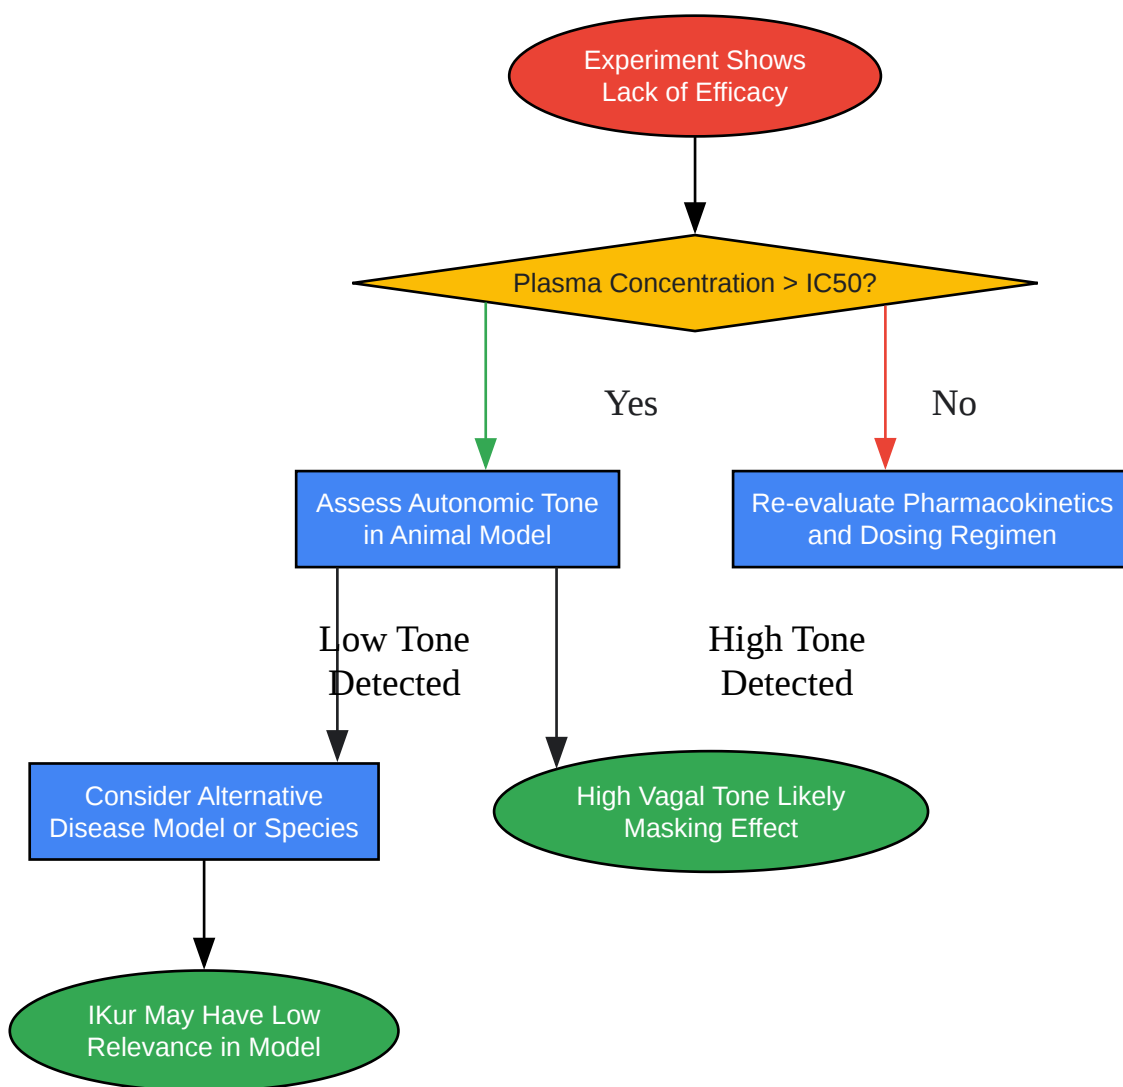 Experiment Shows
Lack of Efficacy
Plasma Concentration > IC50?
Yes
No
Assess Autonomic Tone
in Animal Model
Re-evaluate Pharmacokinetics
and Dosing Regimen
Low Tone
Detected
High Tone
Detected
Consider Alternative
Disease Model or Species
High Vagal Tone Likely
Masking Effect
IKur May Have Low
Relevance in Model